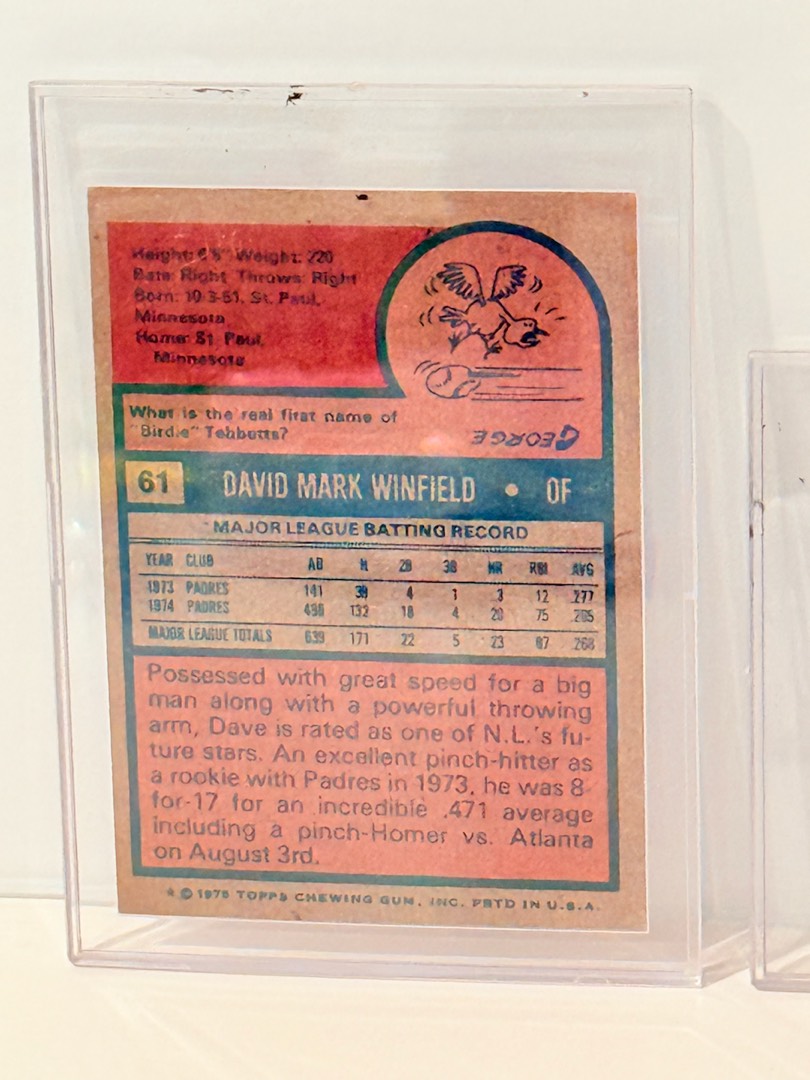 Height: 6'6" Weight: 220
Bats: Right Throws: Right
Born: 10-3-51, St. Paul,
Minnesota
Home: St. Paul,
Minnesota
What is the real first name of
"Birdie" Tebbetts?
GEORGE
61 DAVID MARK WINFIELD • OF
MAJOR LEAGUE BATTING RECORD
YEAR CLUB AB H 2B 3B HR RBI AVG
1973 PADRES 141 39 4 1 3 12 .277
1974 PADRES 498 132 18 4 20 75 .265
MAJOR LEAGUE TOTALS 639 171 22 5 23 87 .268
Possessed with great speed for a big
man along with a powerful throwing
arm, Dave is rated as one of N.L.'s fu-
ture stars. An excellent pinch-hitter as
a rookie with Padres in 1973, he was 8-
for-17 for an incredible .471 average
including a pinch-Homer vs. Atlanta
on August 3rd.
* © 1975 TOPPS CHEWING GUM, INC. PRTD IN U.S.A.